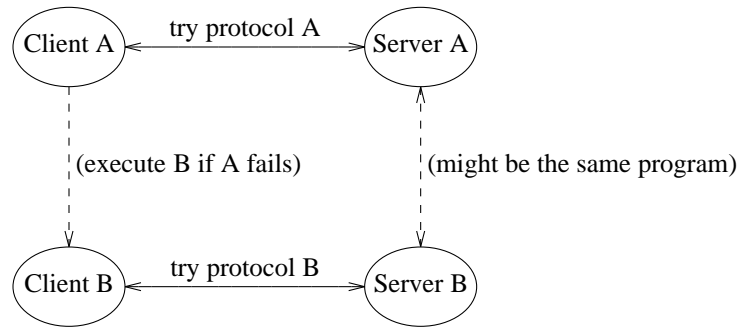 Client A
try protocol A
Server A
(execute B if A fails)
(might be the same program)
Client B
try protocol B
Server B